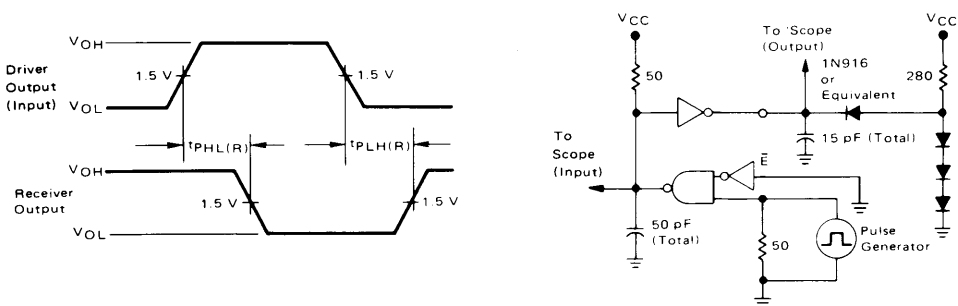 VOH
Driver
Output
(Input)
1.5 V
1.5 V
VOL
tPHL(R)
tPLH(R)
VOH
Receiver
Output
1.5 V
1.5 V
VOL
VCC
50
To Scope
(Output)
1N916
or
Equivalent
VCC
280
15 pF (Total)
To
Scope
(Input)
E̅
50 pF
(Total)
50
Pulse
Generator